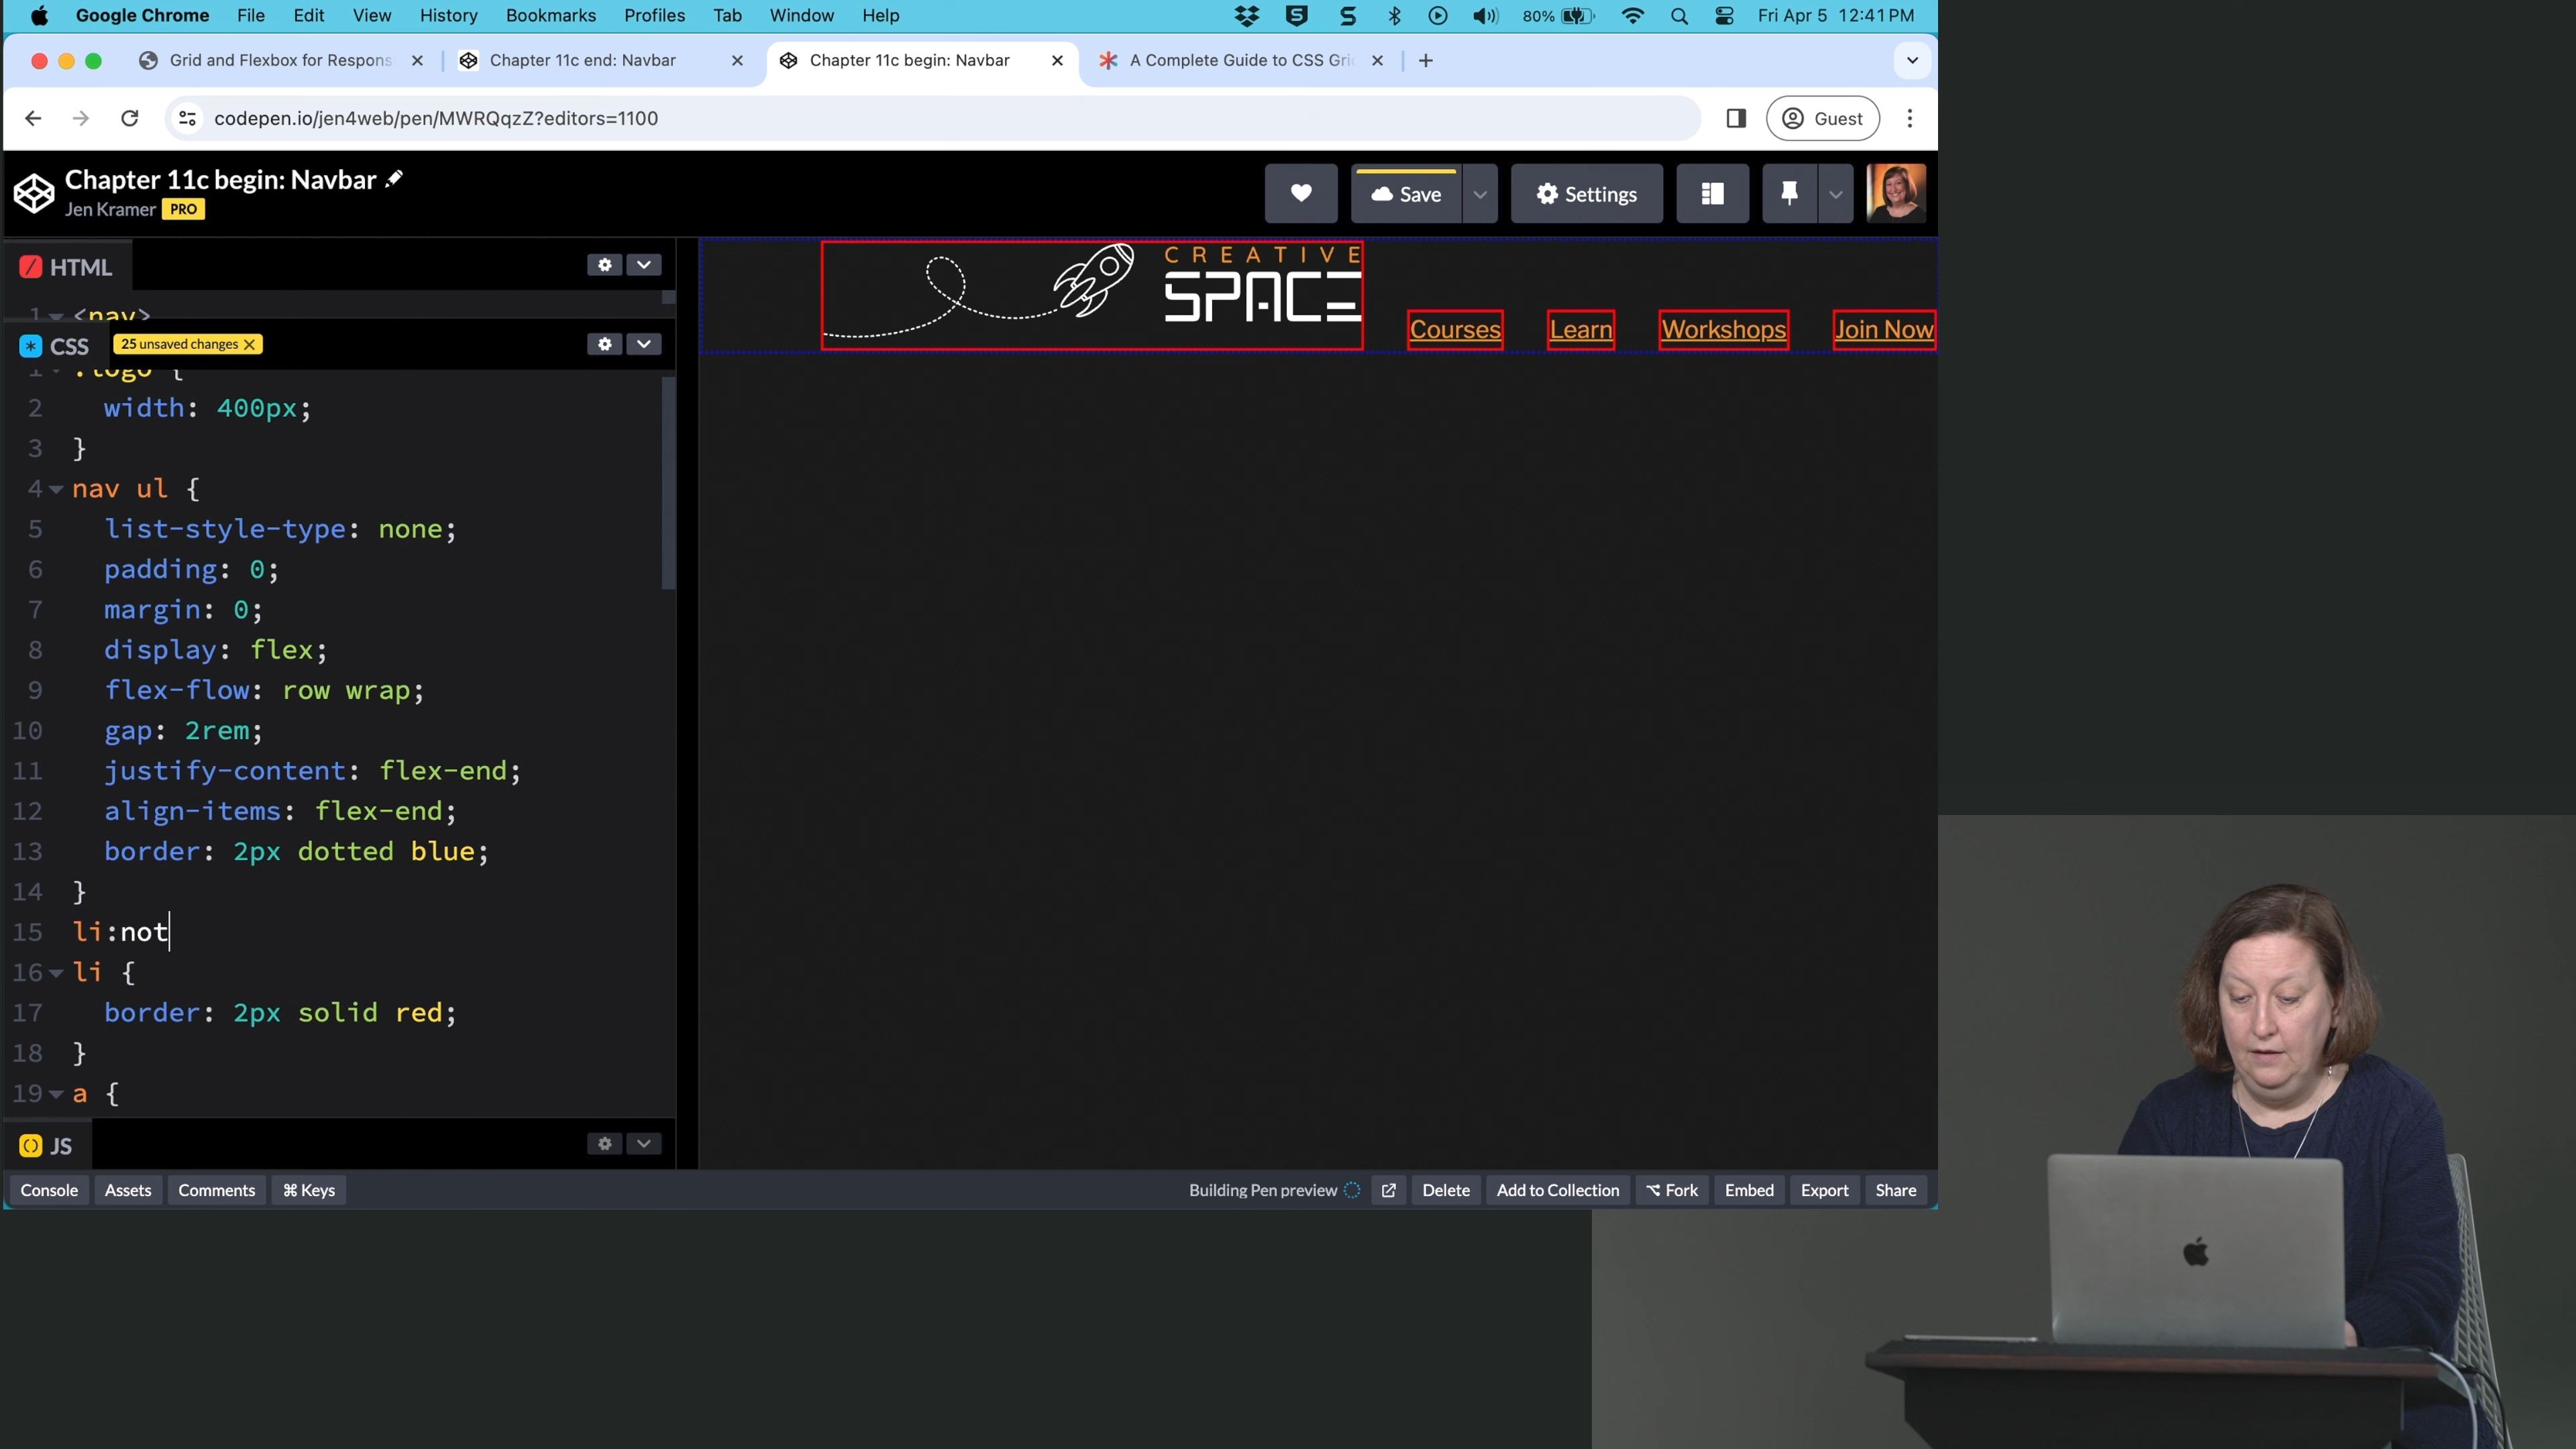 Google Chrome File Edit View History Bookmarks Profiles Tab Window Help 80% Fri Apr 5 12:41 PM
Grid and Flexbox for Respons Chapter 11c end: Navbar Chapter 11c begin: Navbar A Complete Guide to CSS Gri
codepen.io/jen4web/pen/MWRQqzZ?editors=1100 Guest
Chapter 11c begin: Navbar
Jen Kramer PRO
Save Settings
HTML
1 <nav>
CSS 25 unsaved changes
1 .logo {
2 width: 400px;
3 }
4 nav ul {
5 list-style-type: none;
6 padding: 0;
7 margin: 0;
8 display: flex;
9 flex-flow: row wrap;
10 gap: 2rem;
11 justify-content: flex-end;
12 align-items: flex-end;
13 border: 2px dotted blue;
14 }
15 li:not
16 li {
17 border: 2px solid red;
18 }
19 a {
JS
CREATIVE
SPACE
Courses Learn Workshops Join Now
Console Assets Comments ⌘ Keys Building Pen preview Delete Add to Collection Fork Embed Export Share